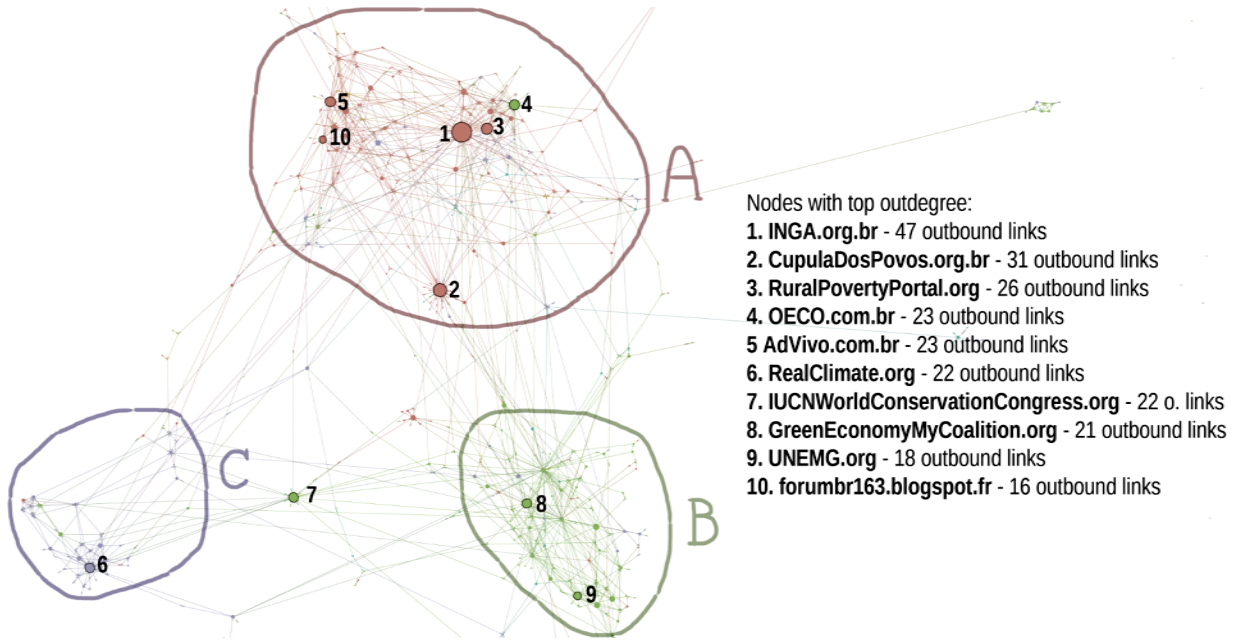 5
4
1
3
10
A
2
Nodes with top outdegree:
1. INGA.org.br - 47 outbound links
2. CupulaDosPovos.org.br - 31 outbound links
3. RuralPovertyPortal.org - 26 outbound links
4. OECO.com.br - 23 outbound links
5 AdVivo.com.br - 23 outbound links
6. RealClimate.org - 22 outbound links
7. IUCNWorldConservationCongress.org - 22 o. links
8. GreenEconomyMyCoalition.org - 21 outbound links
9. UNEMG.org - 18 outbound links
10. forumbr163.blogspot.fr - 16 outbound links
C
7
8
B
6
9